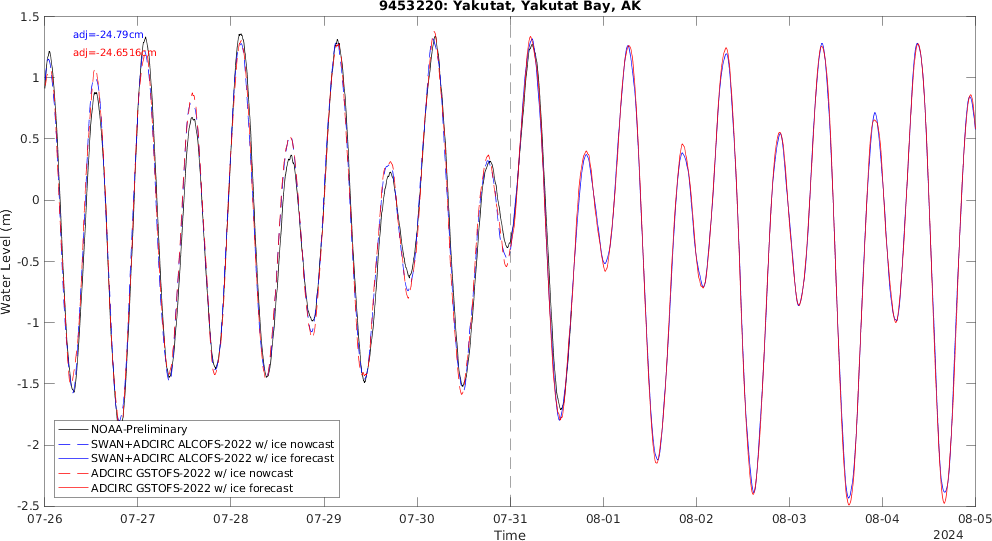 9453220: Yakutat, Yakutat Bay, AK
1.5
1
0.5
0
-0.5
-1
-1.5
-2
-2.5
Water Level (m)
adj=-24.79cm
adj=-24.6516cm
NOAA-Preliminary
SWAN+ADCIRC ALCOFS-2022 w/ ice nowcast
SWAN+ADCIRC ALCOFS-2022 w/ ice forecast
ADCIRC GSTOFS-2022 w/ ice nowcast
ADCIRC GSTOFS-2022 w/ ice forecast
07-26 07-27 07-28 07-29 07-30 07-31 08-01 08-02 08-03 08-04 08-05
Time
2024